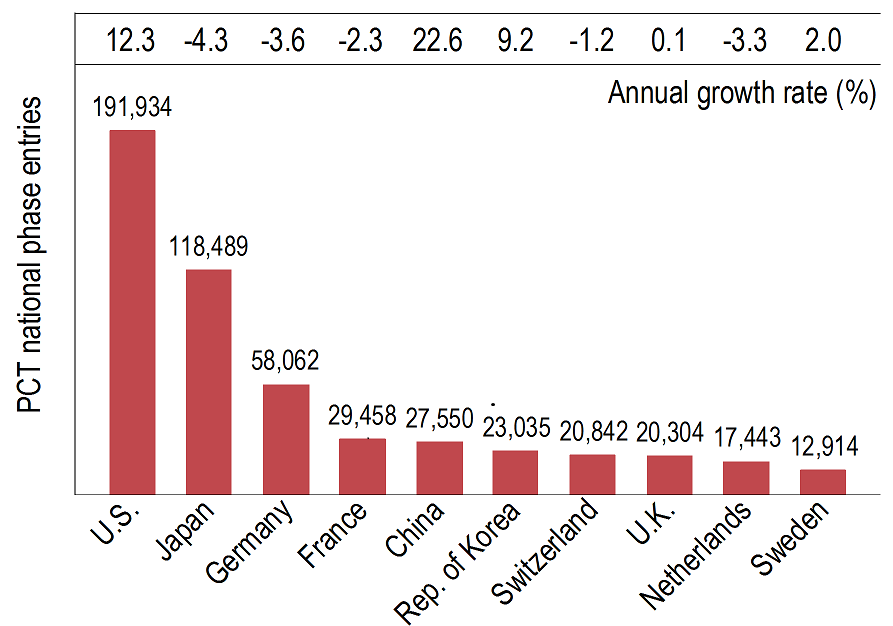 12.3 -4.3 -3.6 -2.3 22.6 9.2 -1.2 0.1 -3.3 2.0
Annual growth rate (%)
PCT national phase entries
191,934
118,489
58,062
29,458
27,550
23,035
20,842
20,304
17,443
12,914
U.S.
Japan
Germany
France
China
Rep. of Korea
Switzerland
U.K.
Netherlands
Sweden